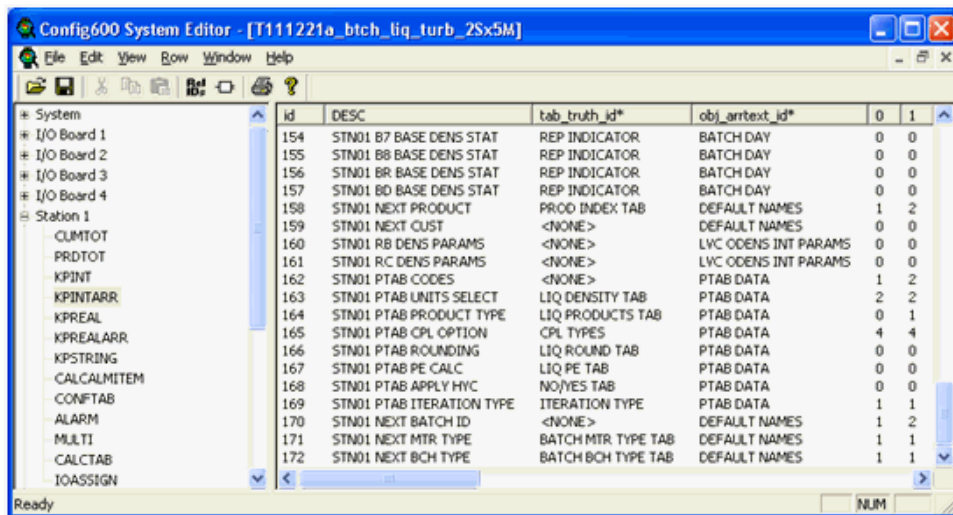 Config600 System Editor - [T111221a_btch_liq_turb_2Sx5M]
File Edit View Row Window Help
System
I/O Board 1
I/O Board 2
I/O Board 3
I/O Board 4
Station 1
CUMTOT
PRDTOT
KPINT
KPINTARR
KPREAL
KPREALARR
KPSTRING
CALCALMITEM
CONFTAB
ALARM
MULTI
CALCTAB
IOASSIGN
id DESC tab_truth_id* obj_arrtext_id* 0 1
154 STN01 B7 BASE DENS STAT REP INDICATOR BATCH DAY 0 0
155 STN01 B8 BASE DENS STAT REP INDICATOR BATCH DAY 0 0
156 STN01 BR BASE DENS STAT REP INDICATOR BATCH DAY 0 0
157 STN01 BD BASE DENS STAT REP INDICATOR BATCH DAY 0 0
158 STN01 NEXT PRODUCT PROD INDEX TAB DEFAULT NAMES 1 2
159 STN01 NEXT CUST <NONE> DEFAULT NAMES 0 0
160 STN01 RB DENS PARAMS <NONE> LVC ODENS INT PARAMS 0 0
161 STN01 RC DENS PARAMS <NONE> LVC ODENS INT PARAMS 0 0
162 STN01 PTAB CODES <NONE> PTAB DATA 1 2
163 STN01 PTAB UNITS SELECT LIQ DENSITY TAB PTAB DATA 2 2
164 STN01 PTAB PRODUCT TYPE LIQ PRODUCTS TAB PTAB DATA 0 1
165 STN01 PTAB CPL OPTION CPL TYPES PTAB DATA 4 4
166 STN01 PTAB ROUNDING LIQ ROUND TAB PTAB DATA 0 0
167 STN01 PTAB PE CALC LIQ PE TAB PTAB DATA 0 0
168 STN01 PTAB APPLY HYC NO/YES TAB PTAB DATA 0 0
169 STN01 PTAB ITERATION TYPE ITERATION TYPE PTAB DATA 1 1
170 STN01 NEXT BATCH ID <NONE> DEFAULT NAMES 1 2
171 STN01 NEXT MTR TYPE BATCH MTR TYPE TAB DEFAULT NAMES 1 1
172 STN01 NEXT BCH TYPE BATCH BCH TYPE TAB DEFAULT NAMES 1 1
Ready NUM